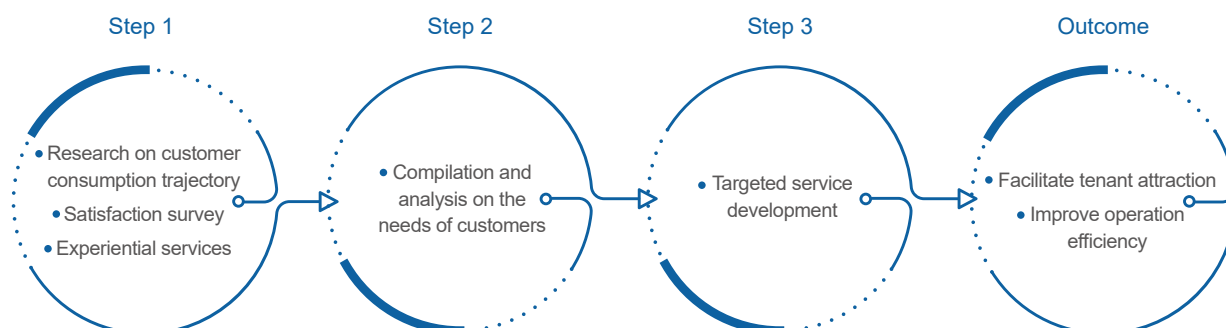 Step 1
• Research on customer
consumption trajectory
• Satisfaction survey
• Experiential services
Step 2
• Compilation and
analysis on the
needs of customers
Step 3
• Targeted service
development
Outcome
• Facilitate tenant attraction
• Improve operation
efficiency